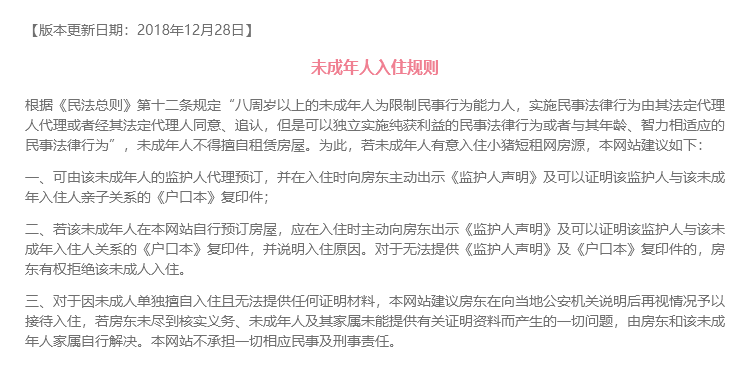 【版本更新日期：2018年12月28日】
未成年人入住规则
根据《民法总则》第十二条规定“八周岁以上的未成年人为限制民事行为能力人，实施民事法律行为由其法定代理
人代理或者经其法定代理人同意、追认，但是可以独立实施纯获利益的民事法律行为或者与其年龄、智力相适应的
民事法律行为”，未成年人不得擅自租赁房屋。为此，若未成年人有意入住小猪短租网房源，本网站建议如下：
一、可由该未成年人的监护人代理预订，并在入住时向房东主动出示《监护人声明》及可以证明该监护人与该未成
年入住人亲子关系的《户口本》复印件；
二、若该未成年人在本网站自行预订房屋，应在入住时主动向房东出示《监护人声明》及可以证明该监护人与该未
成年入住人关系的《户口本》复印件，并说明入住原因。对于无法提供《监护人声明》及《户口本》复印件的，房
东有权拒绝该未成人入住。
三、对于因未成人单独擅自入住且无法提供任何证明材料，本网站建议房东在向当地公安机关说明后再视情况予以
接待入住，若房东未尽到核实义务、未成年人及其家属未能提供有关证明资料而产生的一切问题，由房东和该未成
年人家属自行解决。本网站不承担一切相应民事及刑事责任。